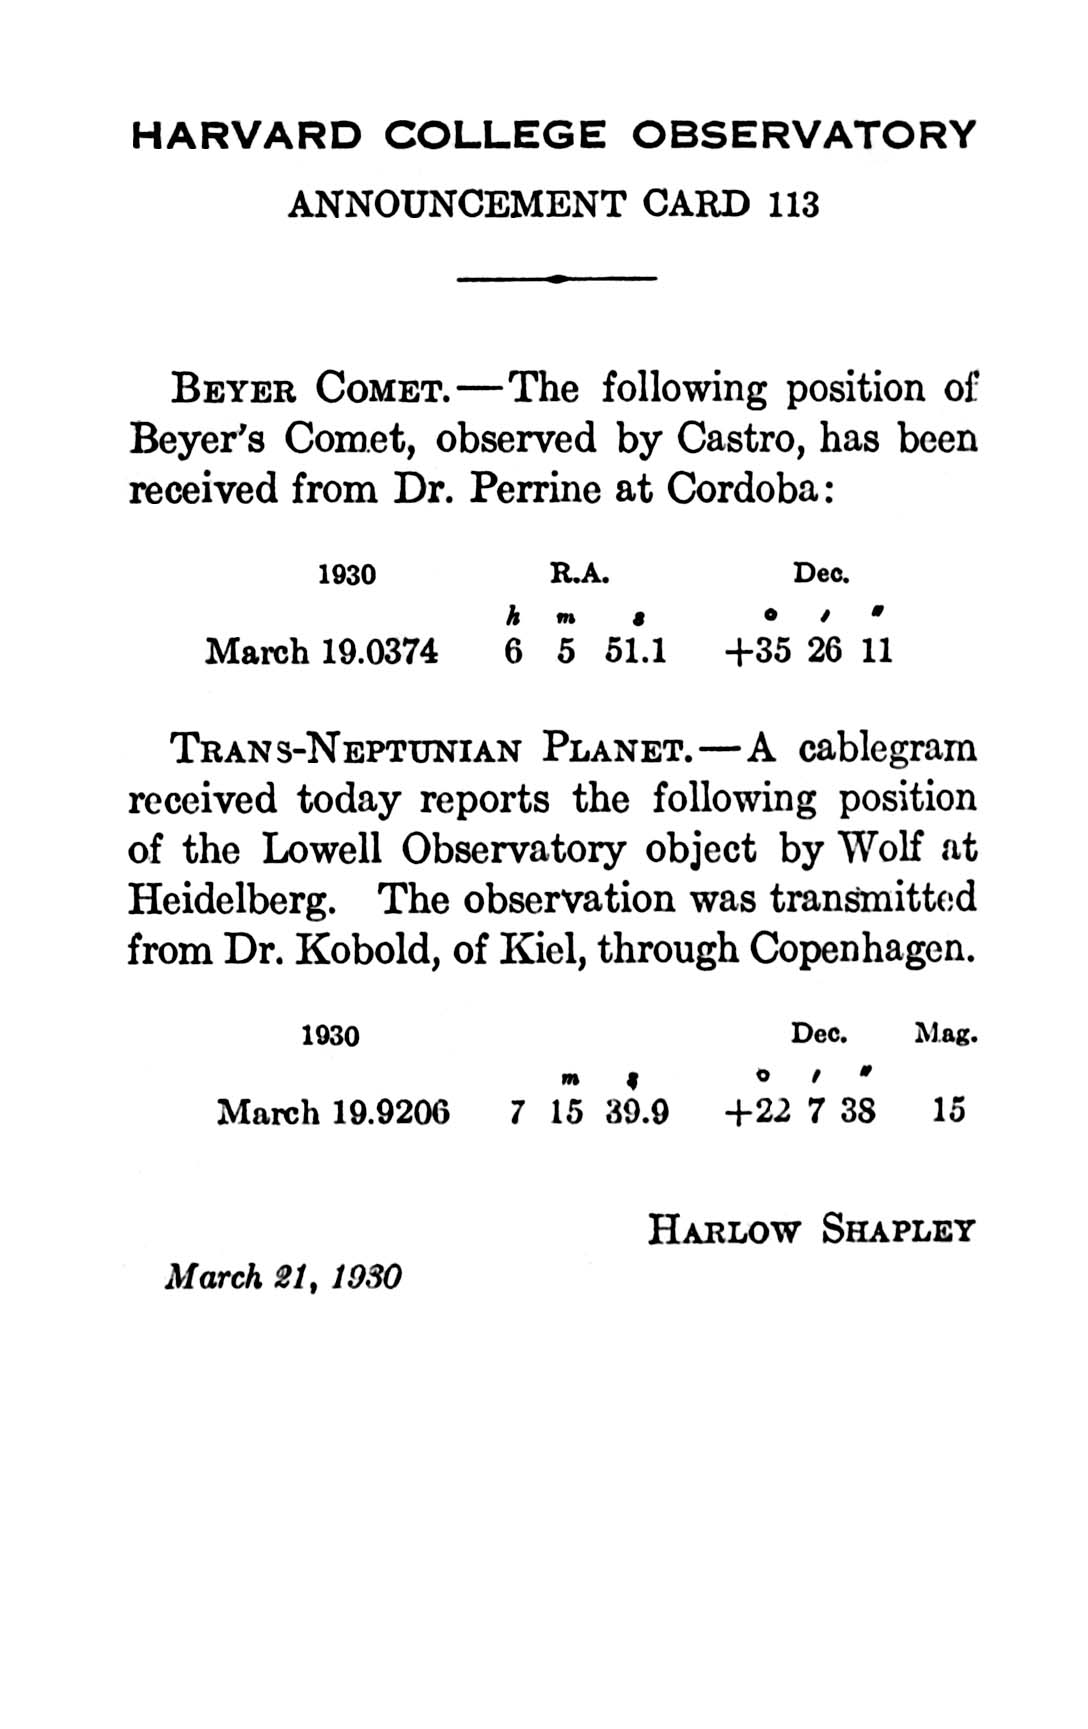 HARVARD COLLEGE OBSERVATORY
ANNOUNCEMENT CARD 113
BEYER COMET.—The following position of
Beyer's Comet, observed by Castro, has been
received from Dr. Perrine at Cordoba:
1930 R.A. Dec.
h m s ° ′ ″
March 19.0374 6 5 51.1 +35 26 11
TRANS-NEPTUNIAN PLANET.—A cablegram
received today reports the following position
of the Lowell Observatory object by Wolf at
Heidelberg. The observation was transmitted
from Dr. Kobold, of Kiel, through Copenhagen.
1930 Dec. Mag.
m s ° ′ ″
March 19.9206 7 15 39.9 +22 7 38 15
HARLOW SHAPLEY
March 21, 1930